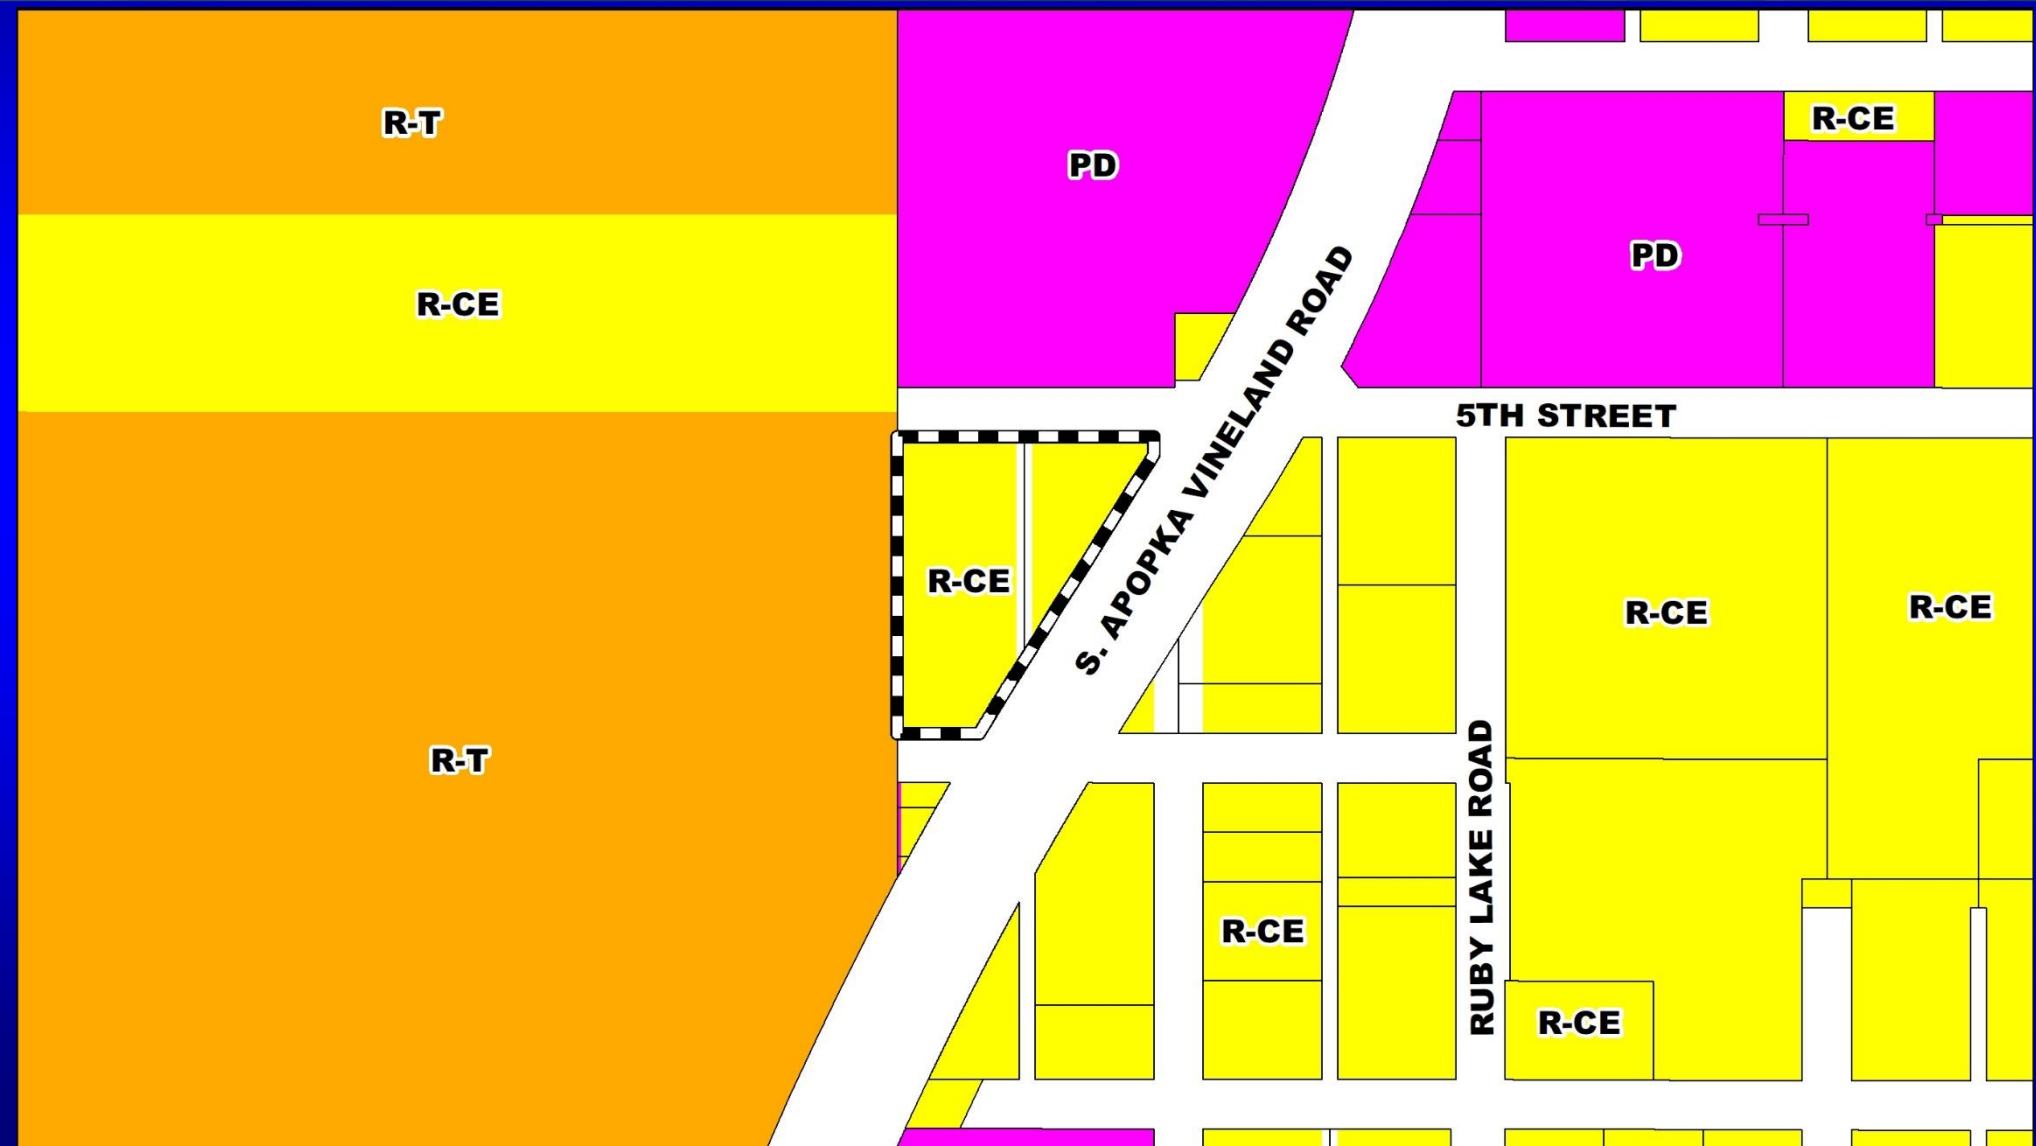 R-T
PD
R-CE
PD
R-CE
S. APOPKA VINELAND ROAD
5TH STREET
R-CE
R-CE
R-CE
R-T
RUBY LAKE ROAD
R-CE
R-CE